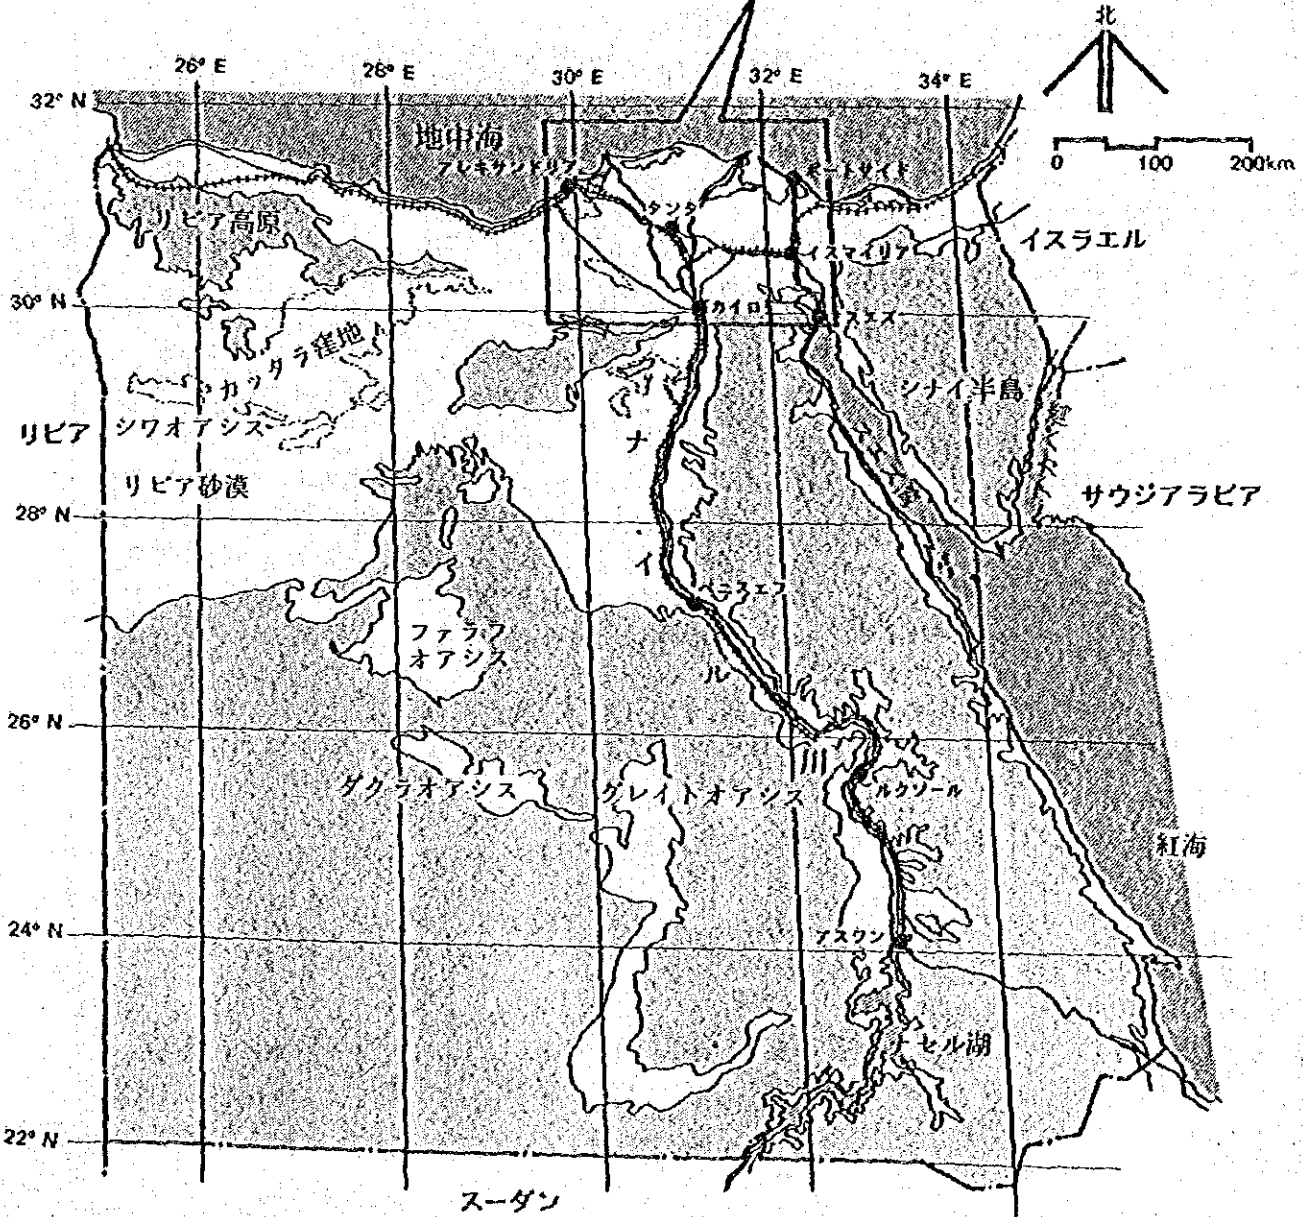 北
26° E
28° E
30° E
32° E
34° E
32° N
0 100 200km
地中海
アレキサンドリア
ポートサイド
タンタ
リビア高原
イスマイリア
イスラエル
30° N
カイロ
スエズ
カッタラ窪地
シナイ半島
リビア
シワオアシス
リビア砂漠
サウジアラビア
28° N
ナイル川
ベニスエフ
ファラフ
オアシス
26° N
ダクラオアシス
グレイトオアシス
ルクソール
紅海
24° N
アスワン
ナセル湖
22° N
スーダン